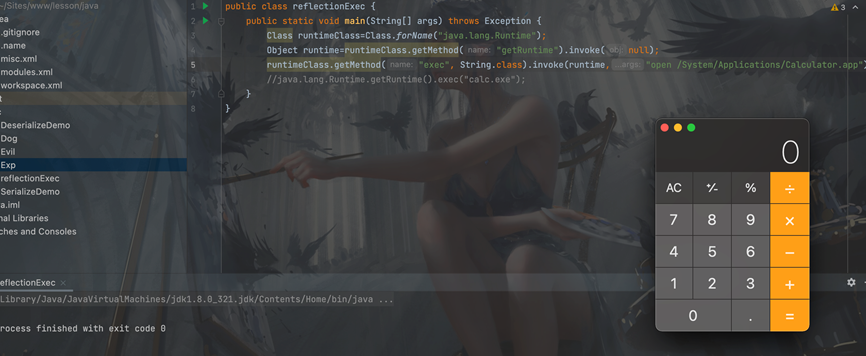 ~/Sites/www/lesson/java
ea
.gitignore
.name
misc.xml
modules.xml
workspace.xml
t
c
DeserializeDemo
Dog
Evil
Exp
reflectionExec
SerializeDemo
a.iml
nal Libraries
tches and Consoles
1 public class reflectionExec {
2 public static void main(String[] args) throws Exception {
3 Class runtimeClass=Class.forName("java.lang.Runtime");
4 Object runtime=runtimeClass.getMethod( name: "getRuntime").invoke( obj: null);
5 runtimeClass.getMethod( name: "exec", String.class).invoke(runtime, ...args: "open /System/Applications/Calculator.app")
6 //java.lang.Runtime.getRuntime().exec("calc.exe");
7 }
8 }
3
0
AC +⁄- % ÷
7 8 9 ×
4 5 6 −
1 2 3 +
0 . =
eflectionExec ×
Library/Java/JavaVirtualMachines/jdk1.8.0_321.jdk/Contents/Home/bin/java ...
rocess finished with exit code 0